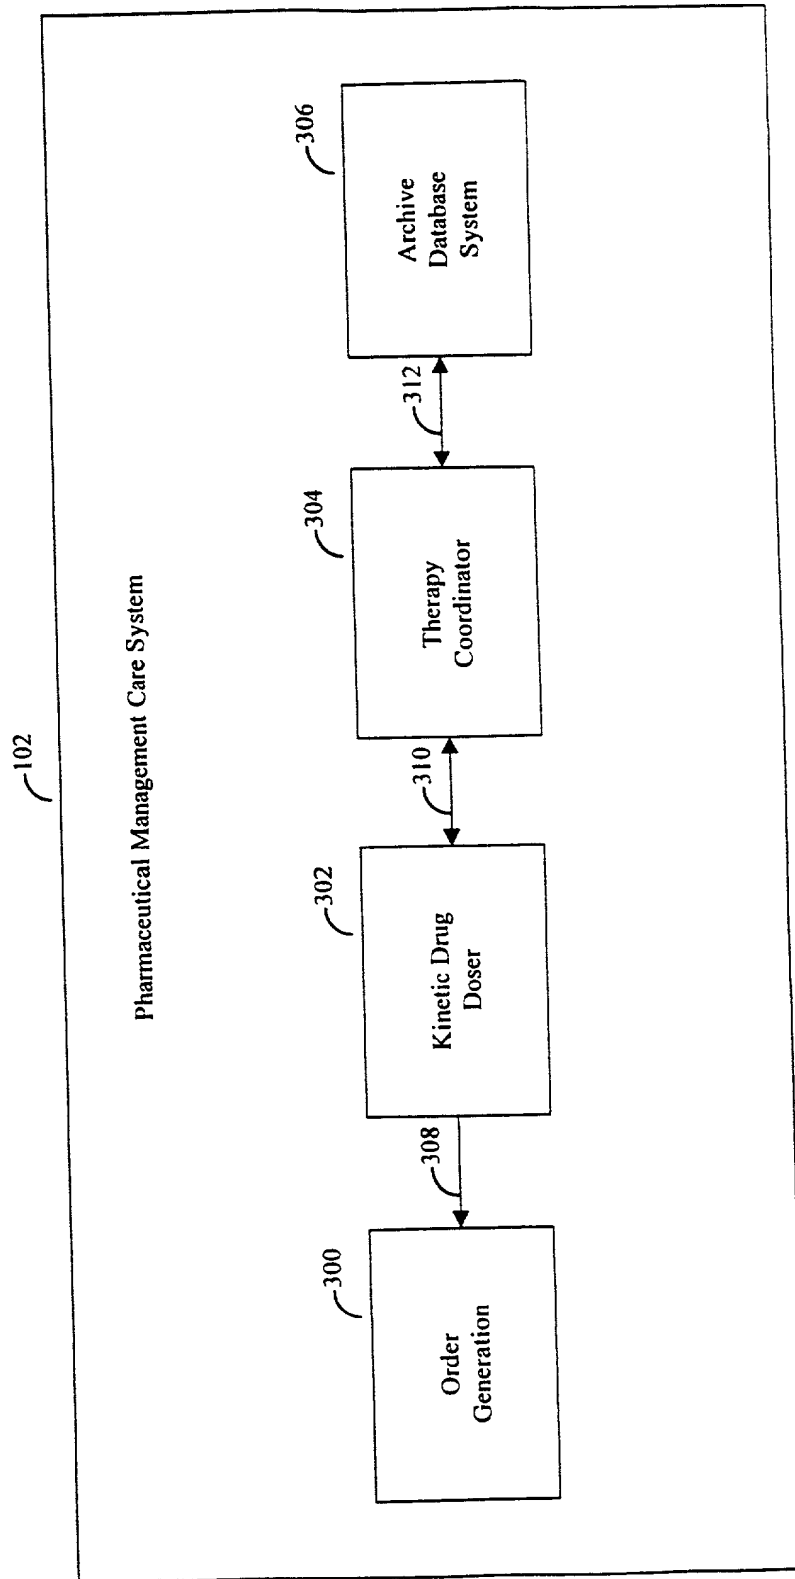 102
Pharmaceutical Management Care System
300
Order
Generation
308
302
Kinetic Drug
Doser
310
304
Therapy
Coordinator
312
306
Archive
Database
System